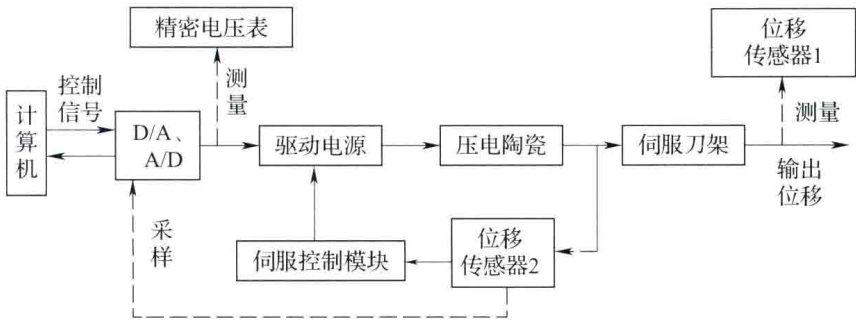 精密电压表
位移
传感器1
控制
信号
测
量
测量
计
算
机
D/A、
A/D
驱动电源
压电陶瓷
伺服刀架
输出
位移
采
样
伺服控制模块
位移
传感器2